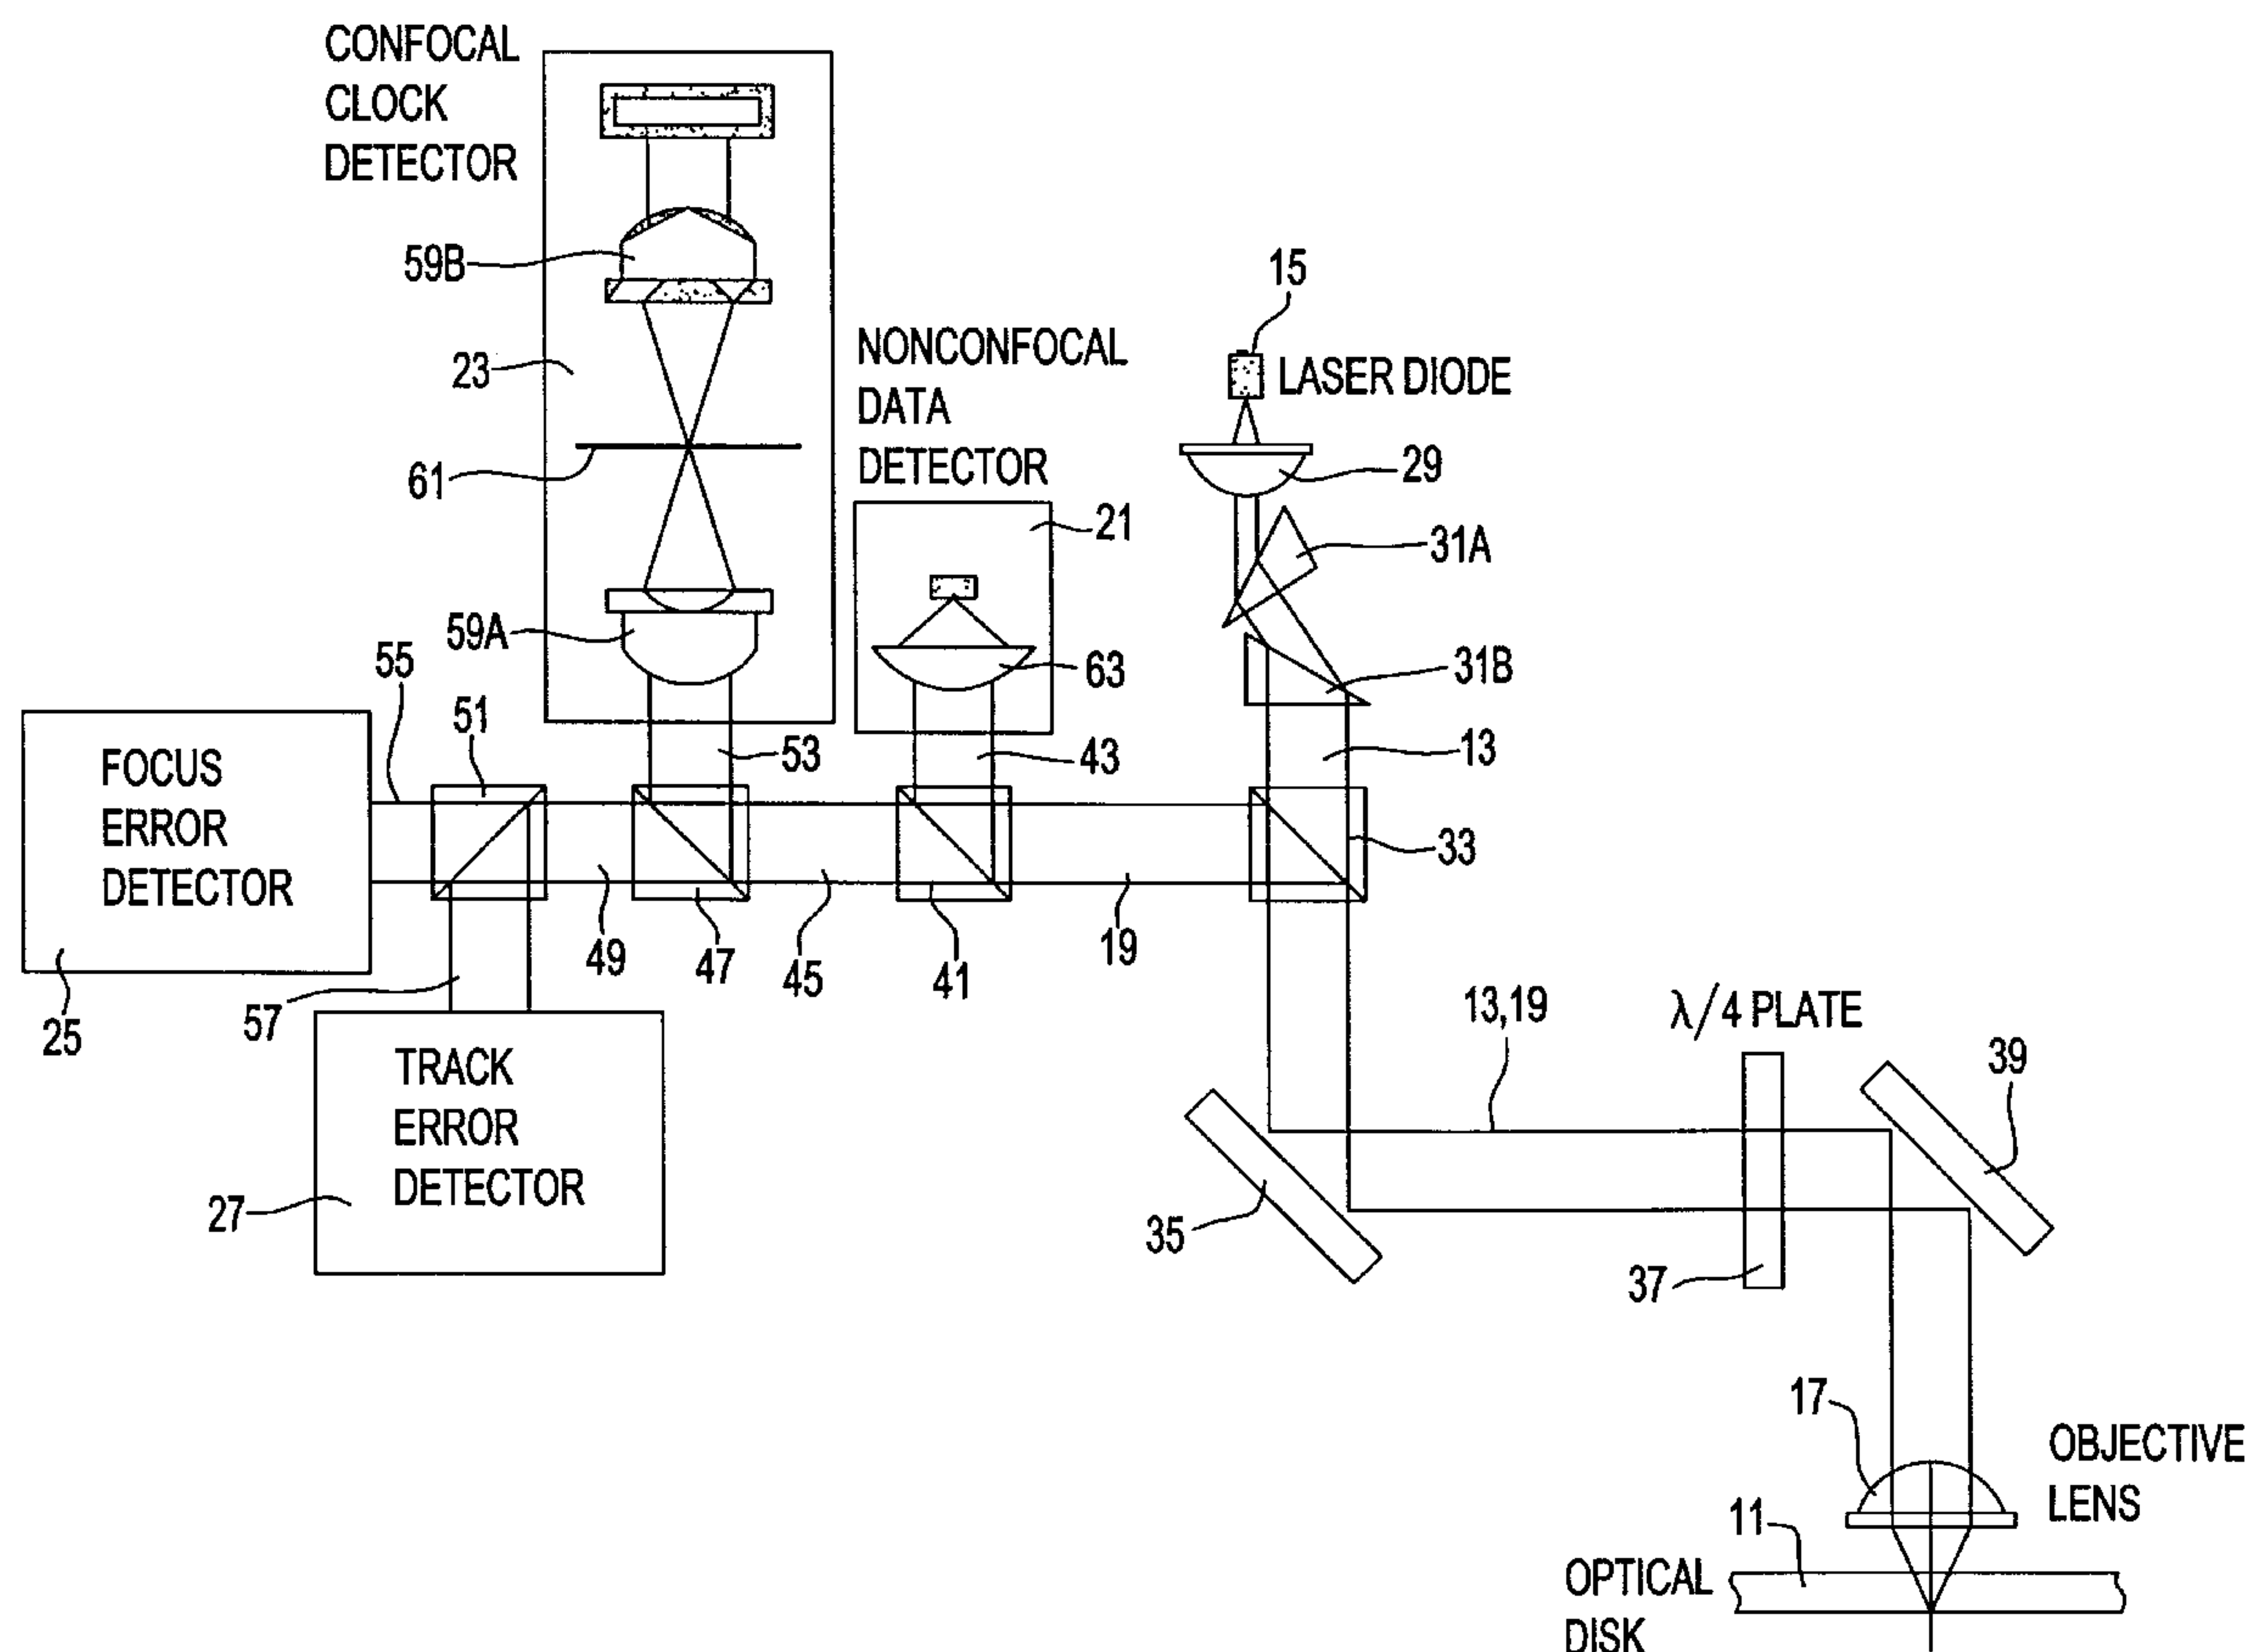 CONFOCAL
CLOCK
DETECTOR
59B
23
61
59A
NONCONFOCAL
DATA
DETECTOR
21
63
15
LASER DIODE
29
31A
31B
13
33
55
51
53
43
FOCUS
ERROR
DETECTOR
25
57
49
47
45
41
19
TRACK
ERROR
DETECTOR
27
13,19
λ/4 PLATE
39
35
37
17
OBJECTIVE
LENS
11
OPTICAL
DISK